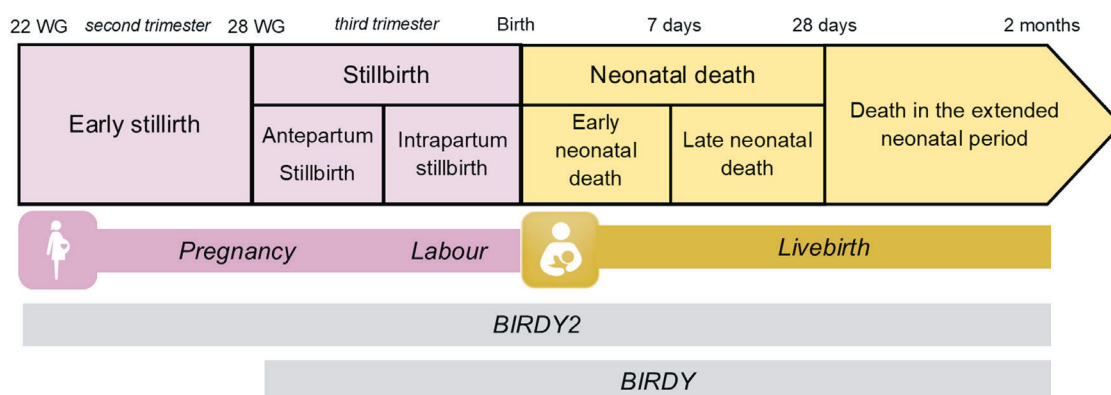 22 WG second trimester 28 WG third trimester Birth 7 days 28 days 2 months
Stillbirth
Neonatal death
Early stillirth
Death in the extended
neonatal period
Antepartum
Stillbirth
Intrapartum
stillbirth
Early
neonatal
death
Late neonatal
death
Pregnancy
Labour
Livebirth
BIRDY2
BIRDY